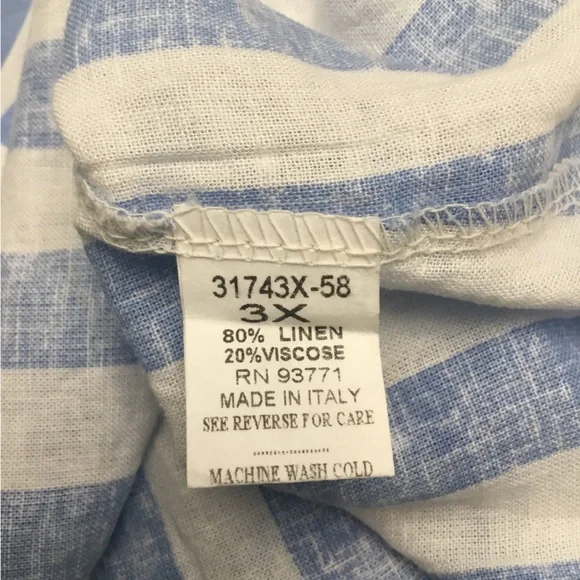 31743X-58
3X
80% LINEN
20%VISCOSE
RN 93771
MADE IN ITALY
SEE REVERSE FOR CARE
MACHINE WASH COLD